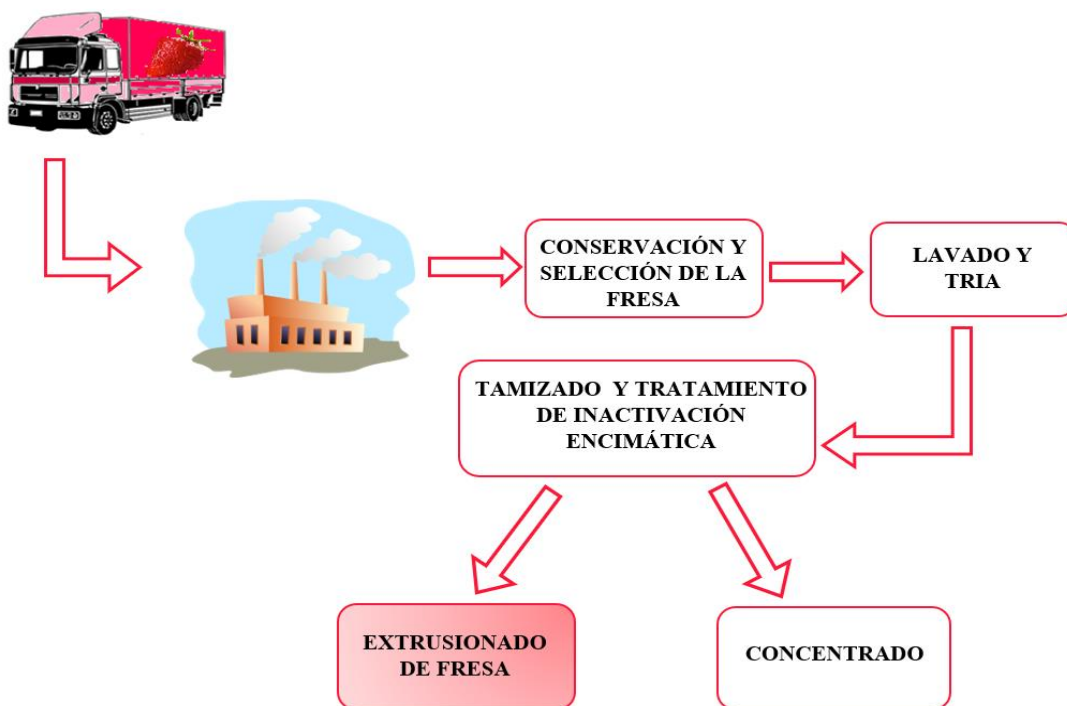 CONSERVACIÓN Y
SELECCIÓN DE LA
FRESA
LAVADO Y
TRIA
TAMIZADO Y TRATAMIENTO
DE INACTIVACIÓN
ENCIMÁTICA
EXTRUSIONADO
DE FRESA
CONCENTRADO